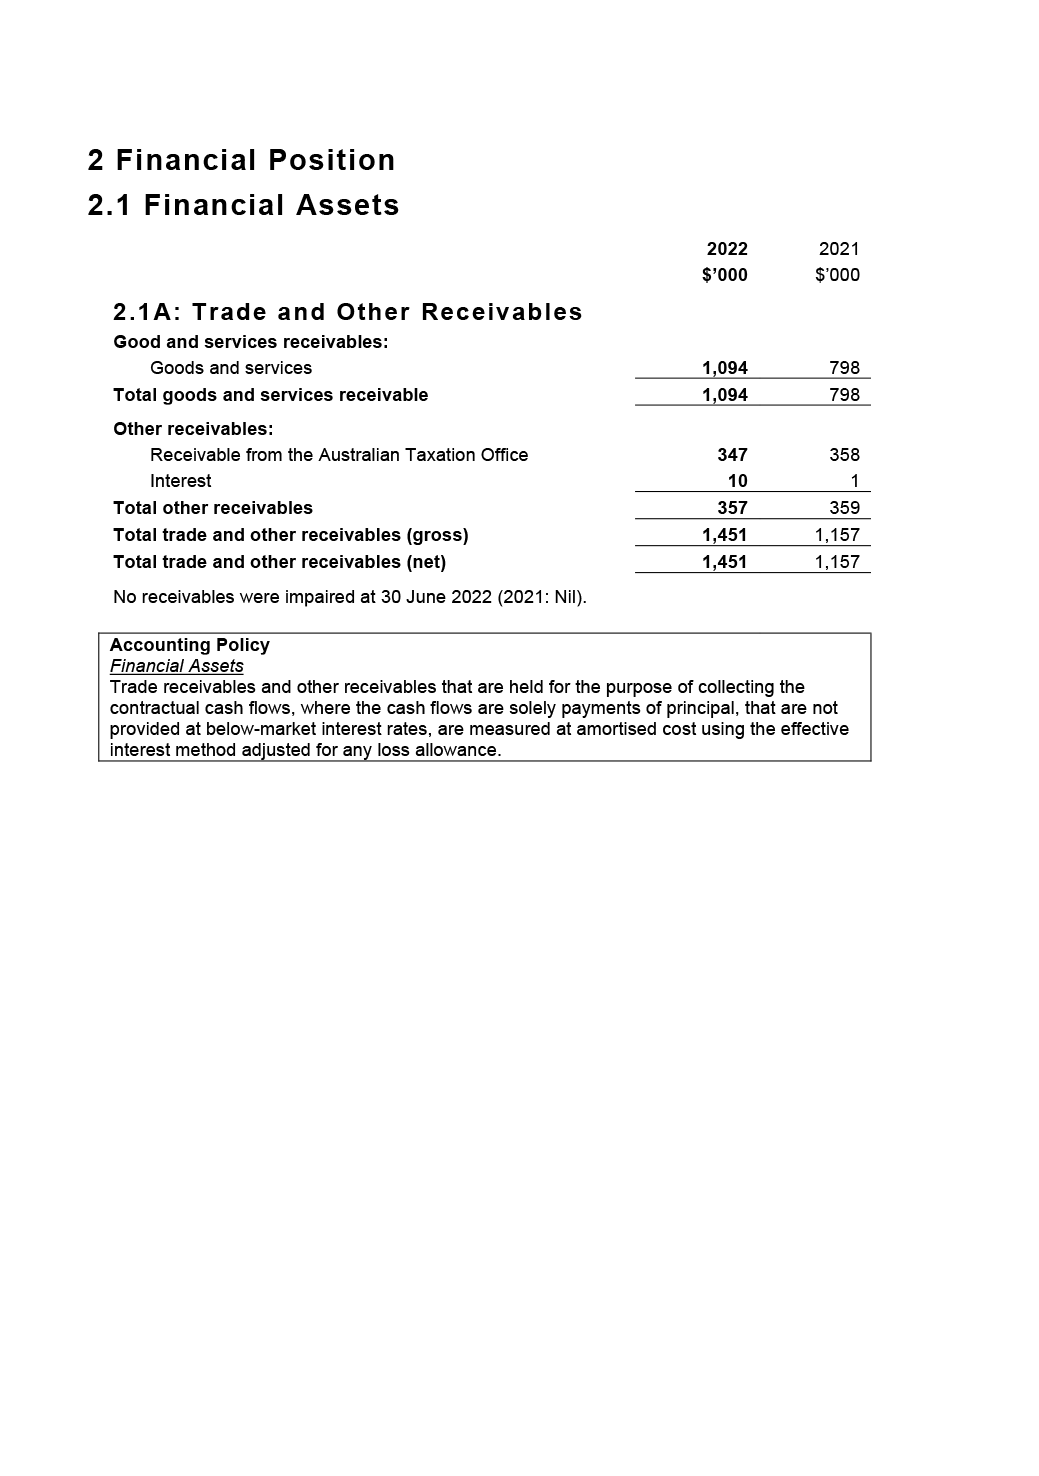 2 Financial Position
2.1 Financial Assets
2022 2021
$’000 $’000
2.1A: Trade and Other Receivables
Good and services receivables:
Goods and services 1,094 798
Total goods and services receivable 1,094 798
Other receivables:
Receivable from the Australian Taxation Office 347 358
Interest 10 1
Total other receivables 357 359
Total trade and other receivables (gross) 1,451 1,157
Total trade and other receivables (net) 1,451 1,157
No receivables were impaired at 30 June 2022 (2021: Nil).
Accounting Policy
Financial Assets
Trade receivables and other receivables that are held for the purpose of collecting the
contractual cash flows, where the cash flows are solely payments of principal, that are not
provided at below-market interest rates, are measured at amortised cost using the effective
interest method adjusted for any loss allowance.